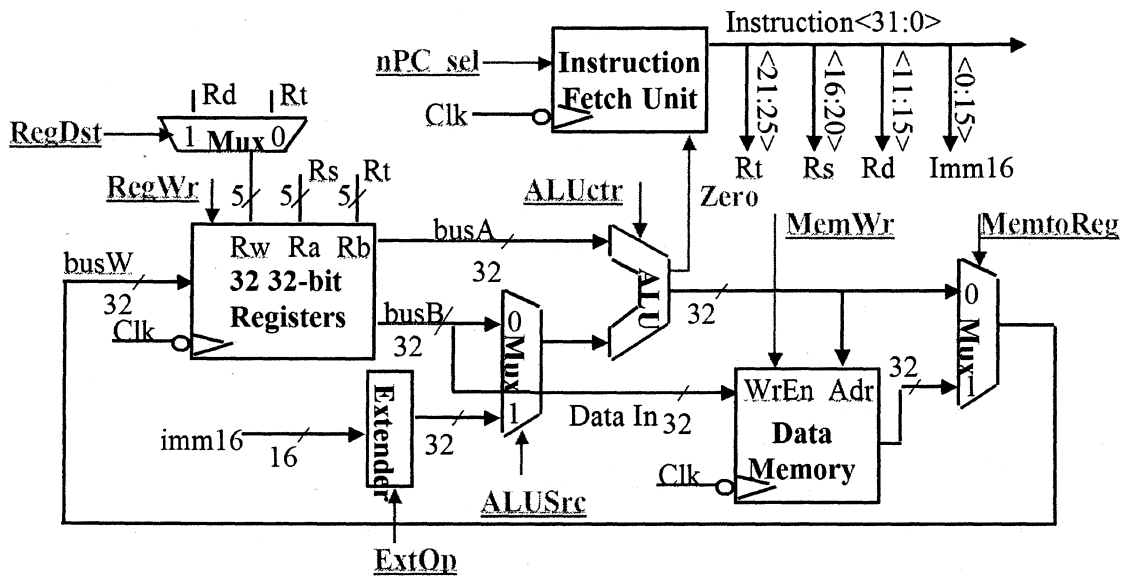 Instruction<31:0>
nPC sel
Instruction
Fetch Unit
Clk
<21:25>
<16:20>
<11:15>
<0:15>
Rt
Rs
Rd
Imm16
Rd
Rt
RegDst
1 Mux 0
RegWr
5
5
Rs
5
Rt
ALUctr
Zero
MemWr
MemtoReg
busW
32
Rw Ra Rb
32 32-bit
Registers
Clk
busA
32
busB
32
0
Mux
1
ALU
32
0
Mux
1
32
WrEn Adr
Data
Memory
Clk
Data In
32
imm16
16
Extender
32
ALUSrc
ExtOp